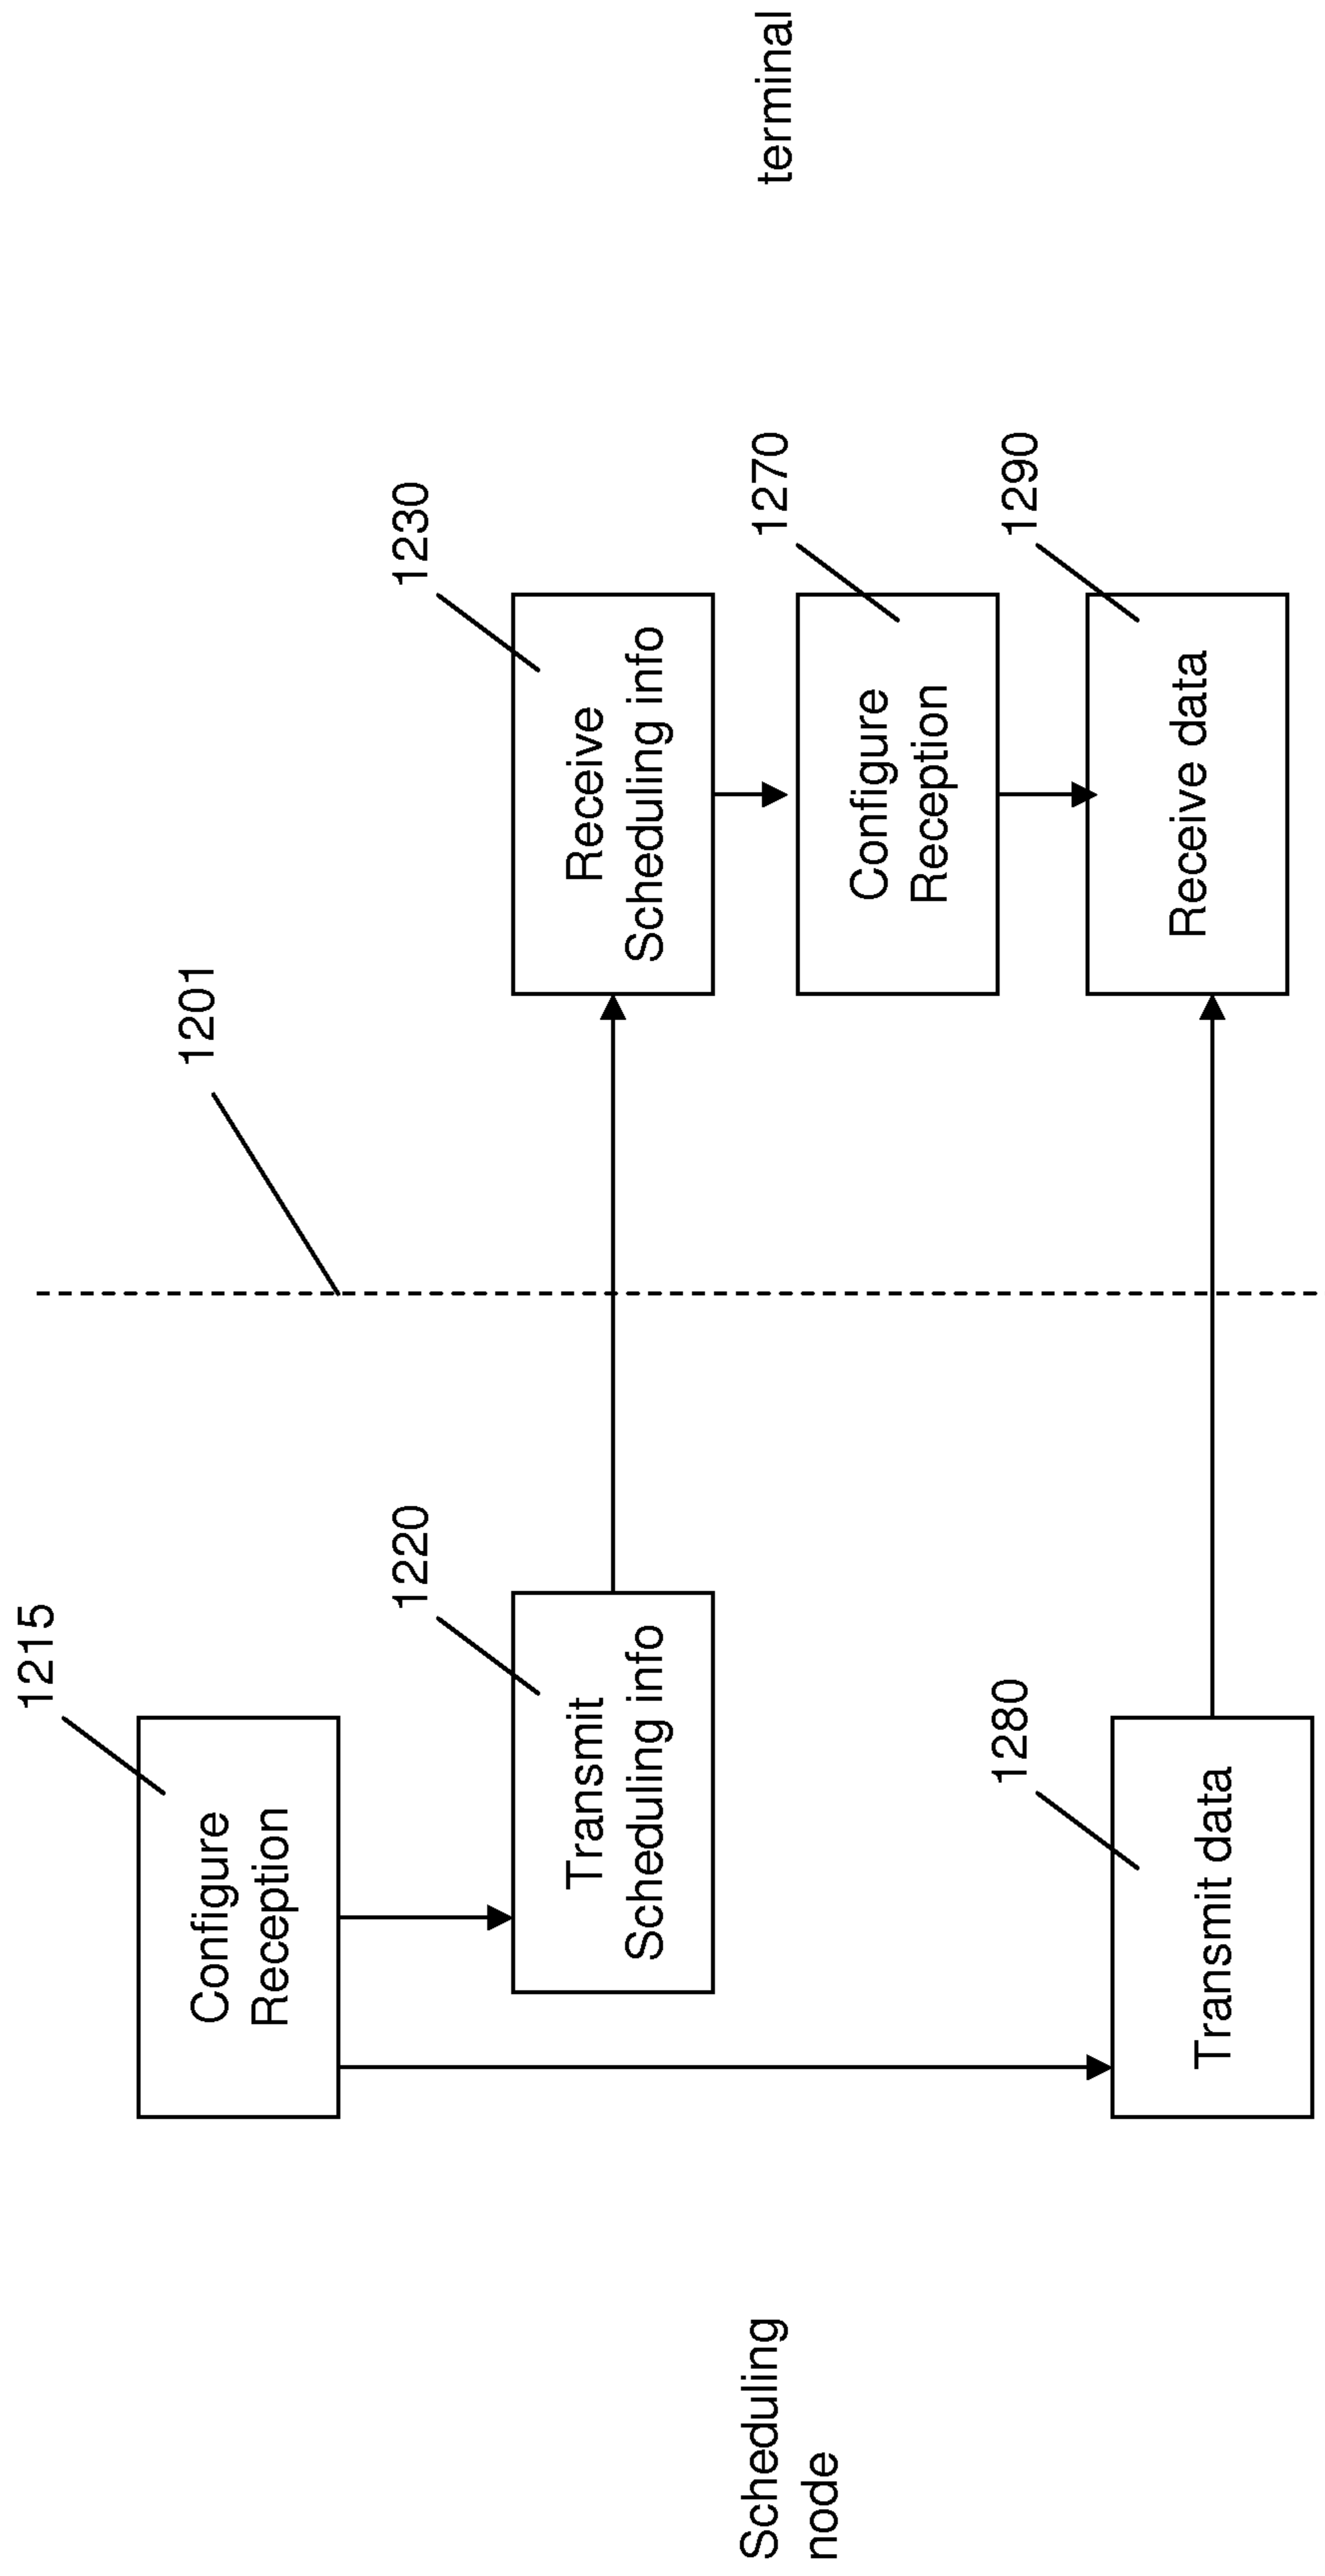 1215
Configure
Reception
1201
1220
Transmit
Scheduling info
1230
Receive
Scheduling info
Scheduling
node
1270
Configure
Reception
terminal
1280
Transmit data
1290
Receive data